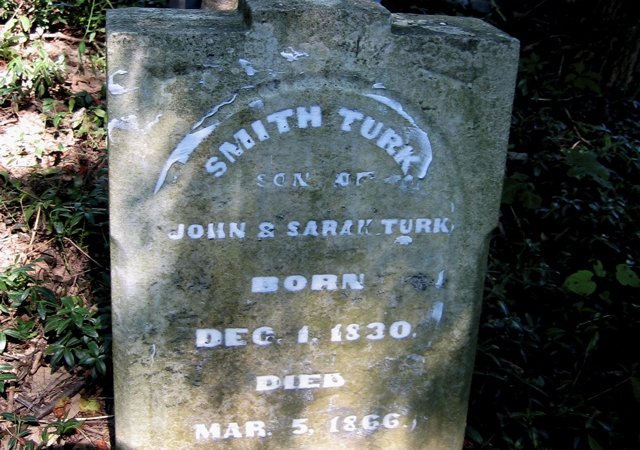 SMITH TURK,
SON OF
JOHN & SARAH TURK
BORN
DEC. 1, 1830.
DIED
MAR. 5, 1866.